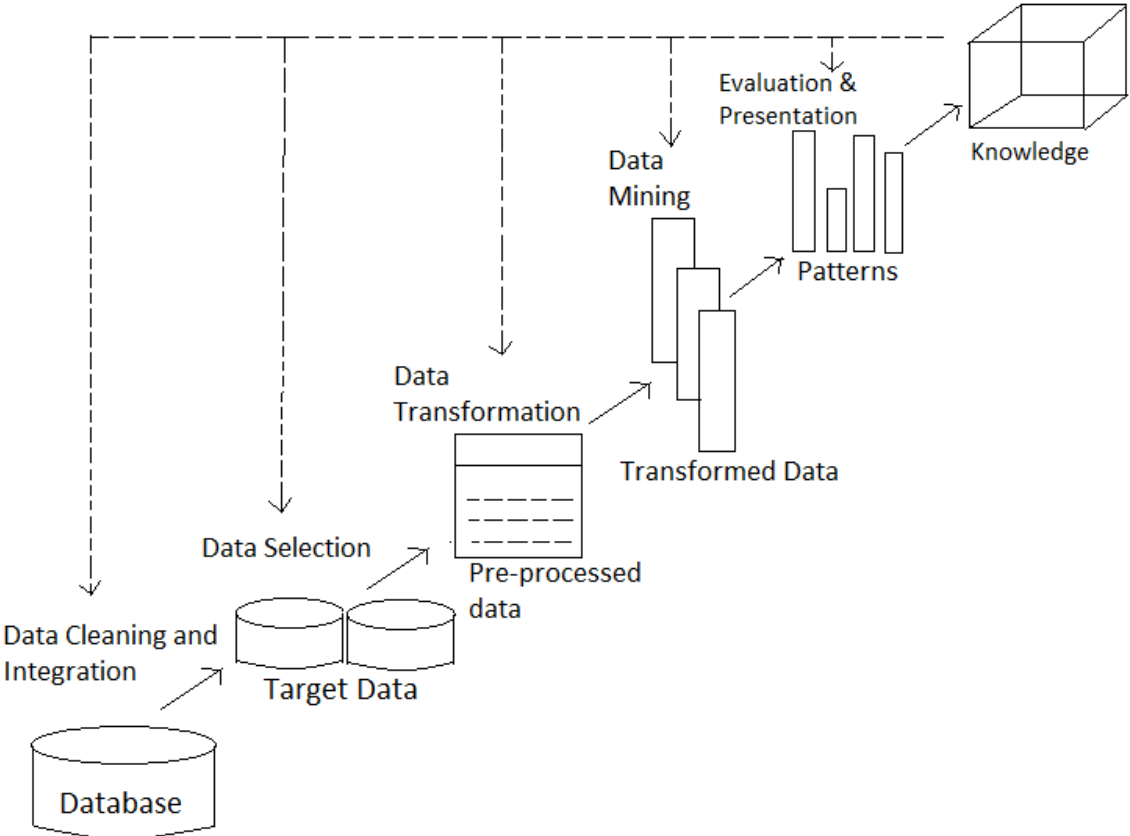 Evaluation &
Presentation
Knowledge
Data
Mining
Patterns
Data
Transformation
Transformed Data
Data Selection
Pre-processed
data
Data Cleaning and
Integration
Target Data
Database